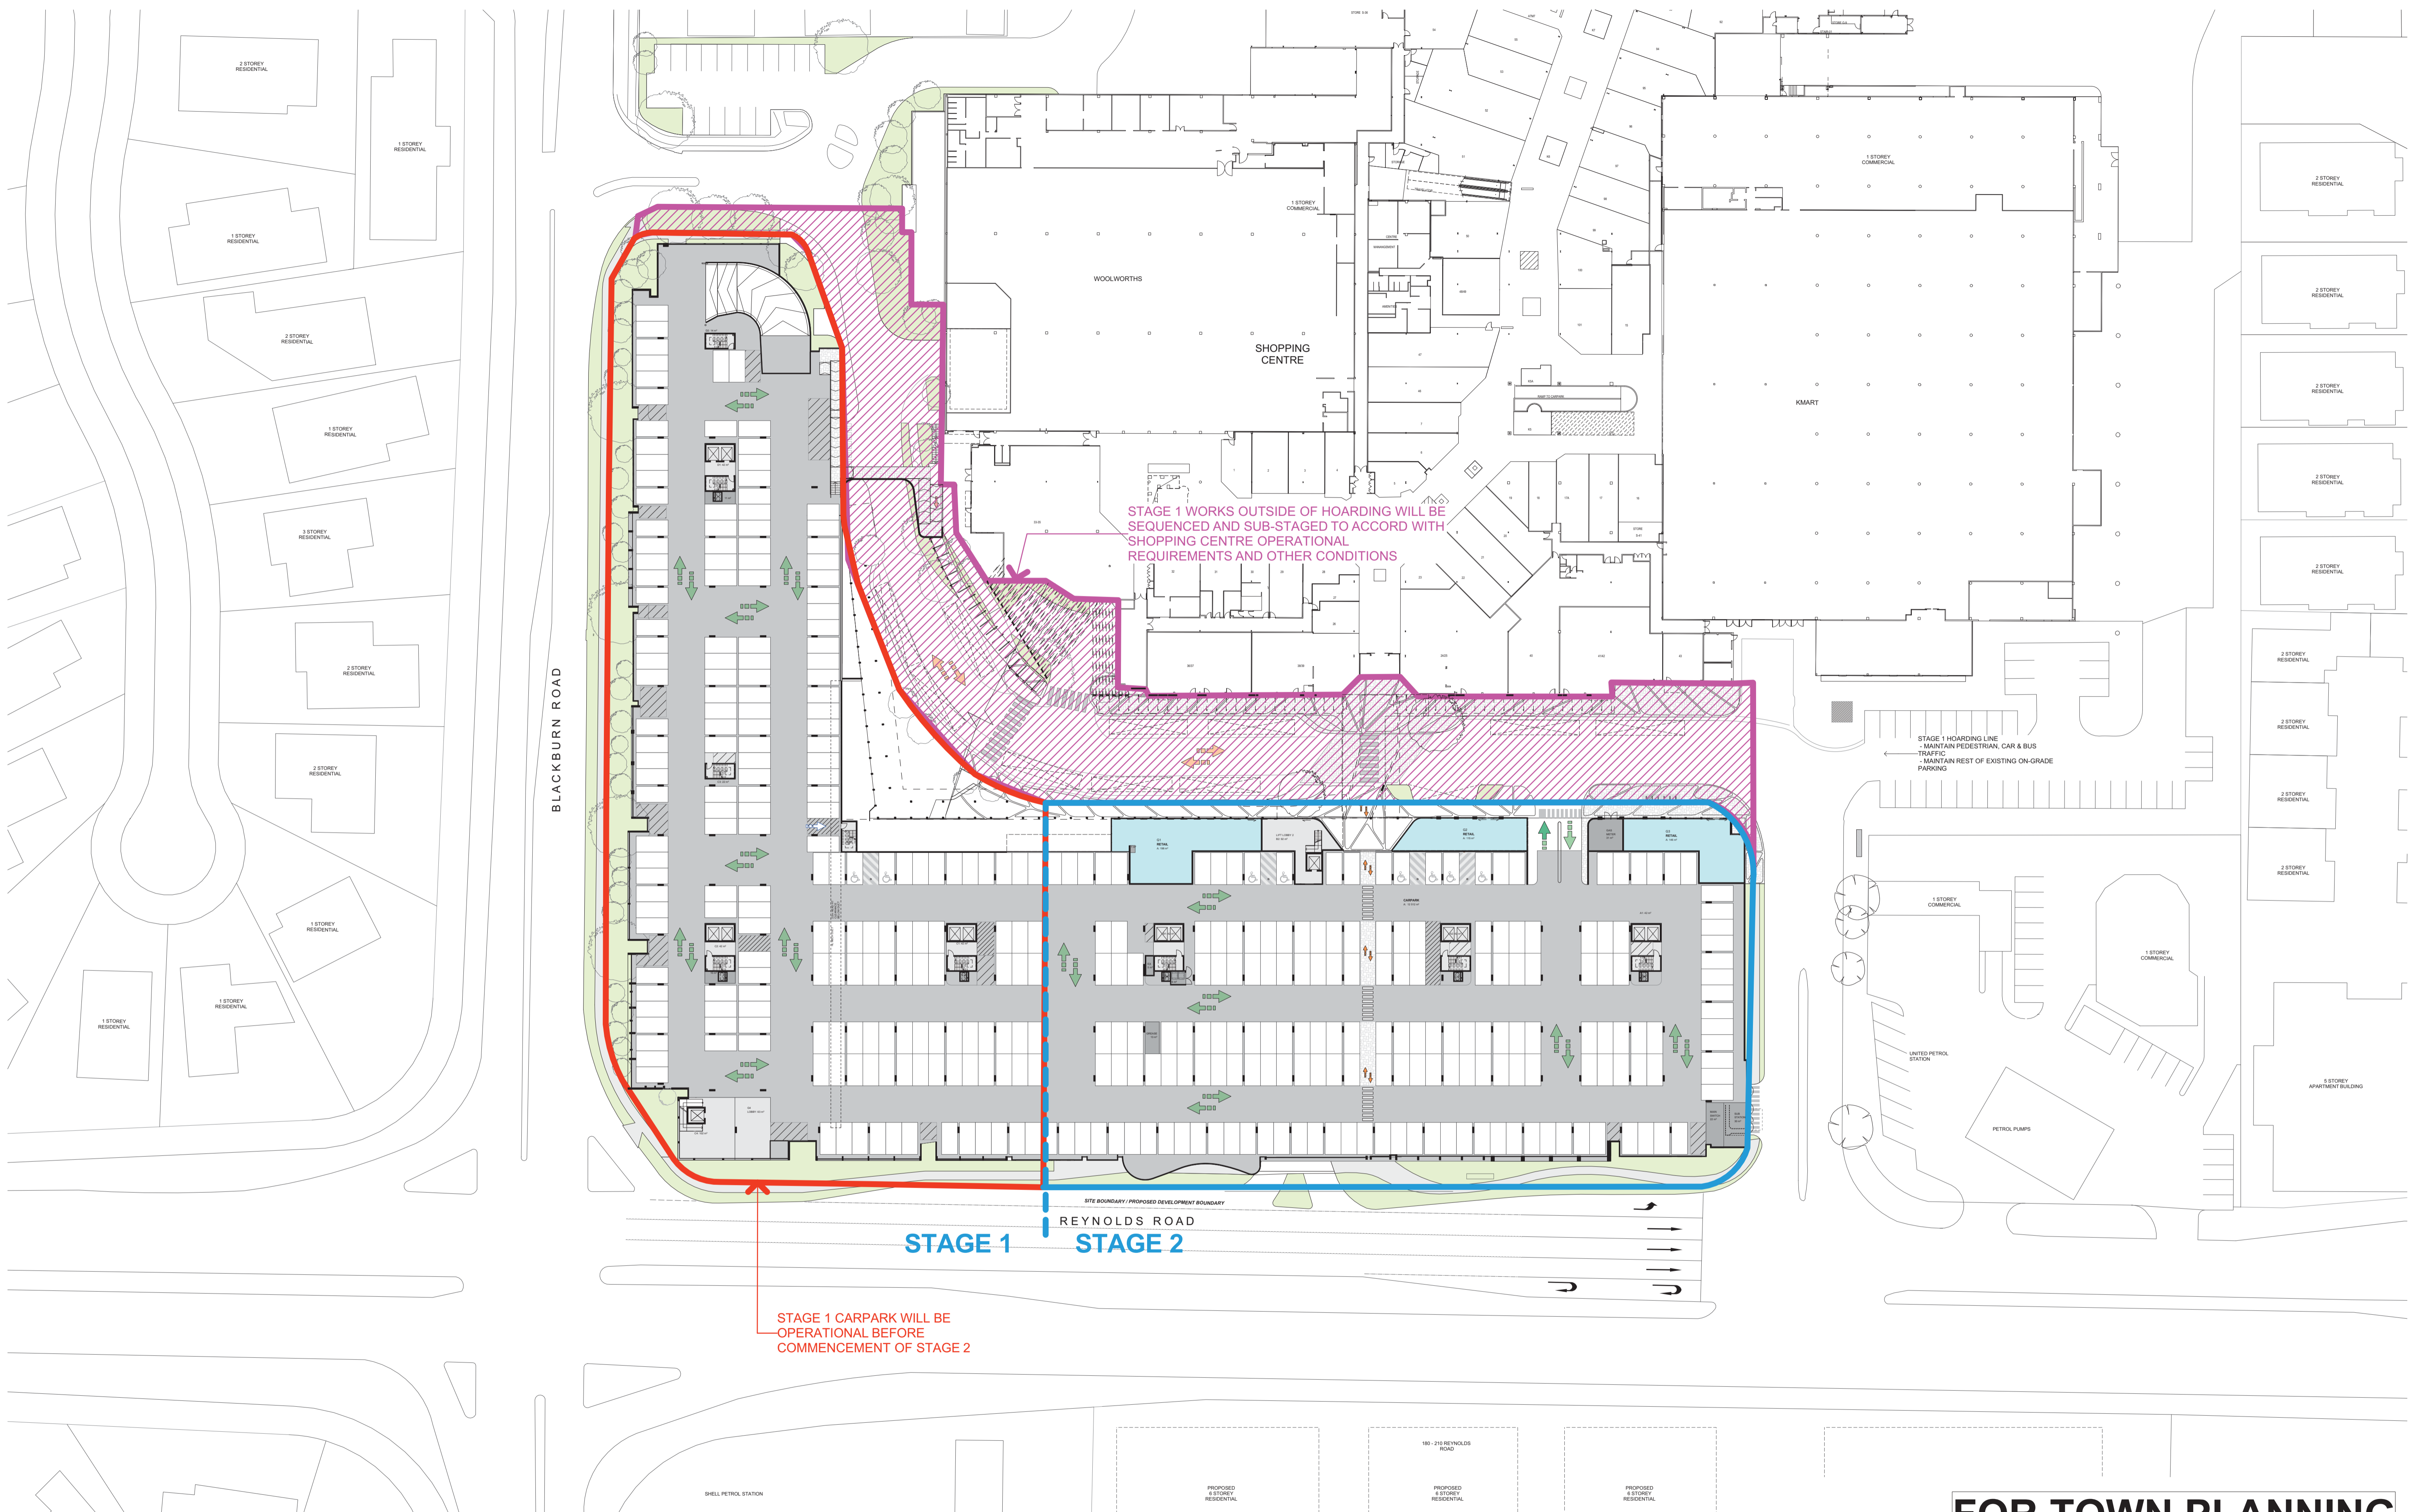 2 STOREY
RESIDENTIAL
1 STOREY
RESIDENTIAL
1 STOREY
RESIDENTIAL
2 STOREY
RESIDENTIAL
1 STOREY
RESIDENTIAL
3 STOREY
RESIDENTIAL
2 STOREY
RESIDENTIAL
2 STOREY
RESIDENTIAL
1 STOREY
RESIDENTIAL
1 STOREY
RESIDENTIAL
1 STOREY
RESIDENTIAL
BLACKBURN ROAD
WOOLWORTHS
1 STOREY
COMMERCIAL
SHOPPING
CENTRE
1 STOREY
COMMERCIAL
KMART
STAGE 1 WORKS OUTSIDE OF HOARDING WILL BE
SEQUENCED AND SUB-STAGED TO ACCORD WITH
SHOPPING CENTRE OPERATIONAL
REQUIREMENTS AND OTHER CONDITIONS
STAGE 1 HOARDING LINE
- MAINTAIN PEDESTRIAN, CAR & BUS
TRAFFIC
- MAINTAIN REST OF EXISTING ON-GRADE
PARKING
2 STOREY
RESIDENTIAL
2 STOREY
RESIDENTIAL
2 STOREY
RESIDENTIAL
2 STOREY
RESIDENTIAL
2 STOREY
RESIDENTIAL
2 STOREY
RESIDENTIAL
2 STOREY
RESIDENTIAL
2 STOREY
RESIDENTIAL
2 STOREY
RESIDENTIAL
RETAIL
RETAIL
RETAIL
CARPARK
1 STOREY
COMMERCIAL
1 STOREY
COMMERCIAL
UNITED PETROL
STATION
PETROL PUMPS
5 STOREY
APARTMENT BUILDING
SITE BOUNDARY / PROPOSED DEVELOPMENT BOUNDARY
REYNOLDS ROAD
STAGE 1
STAGE 2
STAGE 1 CARPARK WILL BE
OPERATIONAL BEFORE
COMMENCEMENT OF STAGE 2
SHELL PETROL STATION
PROPOSED
6 STOREY
RESIDENTIAL
180 - 210 REYNOLDS
ROAD
PROPOSED
6 STOREY
RESIDENTIAL
PROPOSED
6 STOREY
RESIDENTIAL
FOR TOWN PLANNING